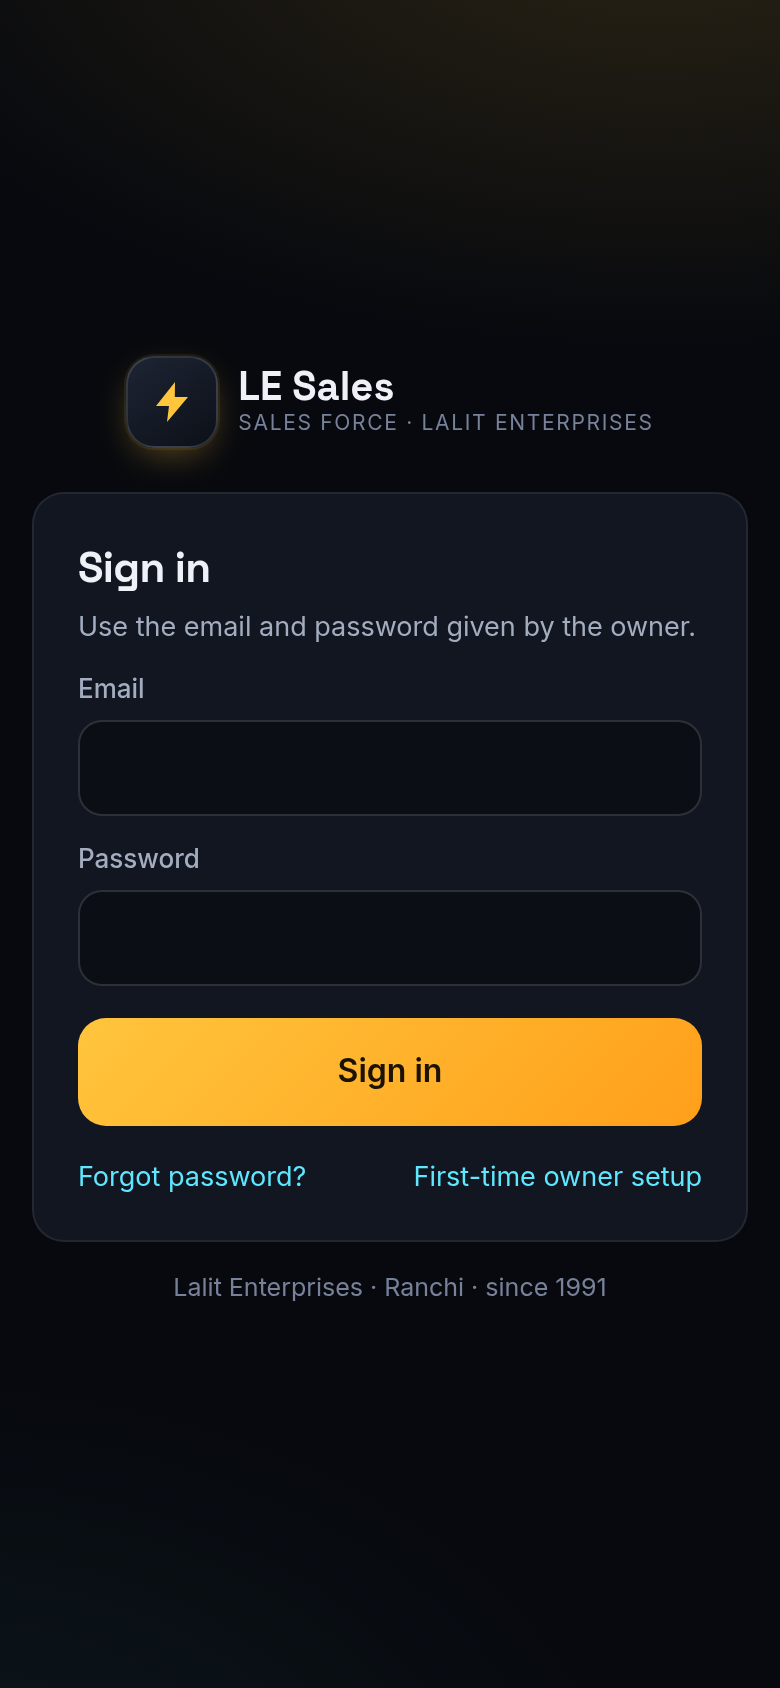 LE Sales
SALES FORCE · LALIT ENTERPRISES
Sign in
Use the email and password given by the owner.
Email
Password
Sign in
Forgot password?
First-time owner setup
Lalit Enterprises · Ranchi · since 1991